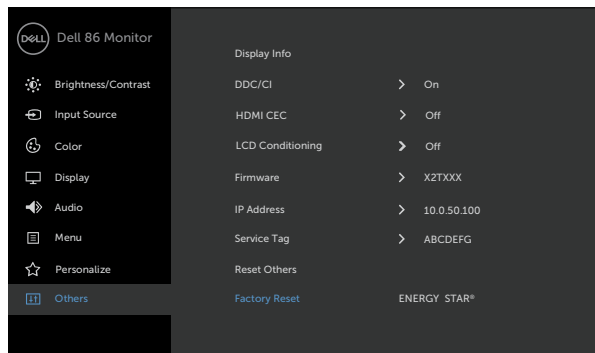 DELL Dell 86 Monitor
Brightness/Contrast
Input Source
Color
Display
Audio
Menu
Personalize
Others
Display Info
DDC/CI > On
HDMI CEC > Off
LCD Conditioning > Off
Firmware > X2TXXX
IP Address > 10.0.50.100
Service Tag > ABCDEFG
Reset Others
Factory Reset ENERGY STAR®